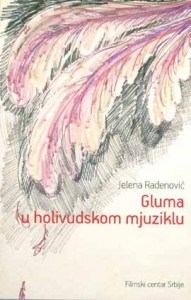 Jelena Radenović
Gluma
u holivudskom mjuziklu
Filmski centar Srbije